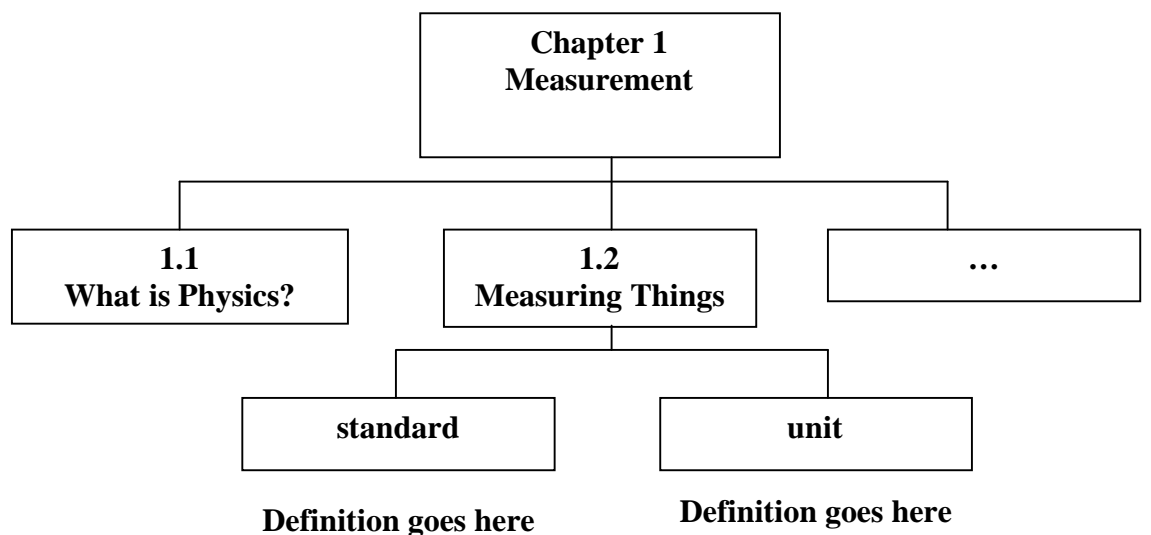 Chapter 1
Measurement
1.1
What is Physics?
1.2
Measuring Things
…
standard
unit
Definition goes here
Definition goes here